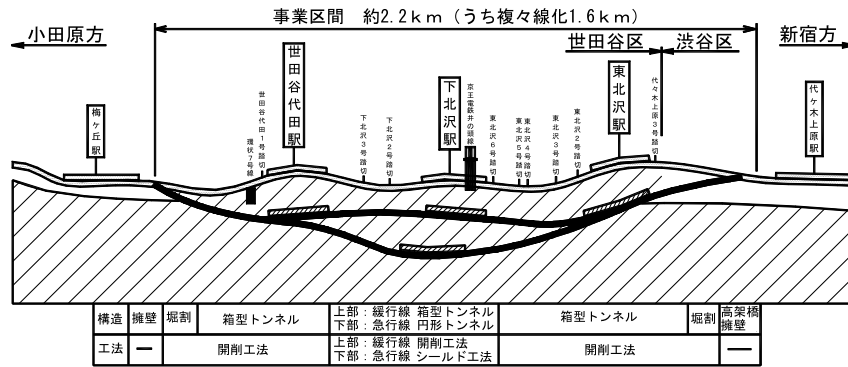 事業区間 約2.2ｋｍ（うち複々線化1.6ｋｍ）
小田原方
世田谷区
渋谷区
新宿方
梅ヶ丘駅
環状7号線
世田谷代田1号踏切
世田谷代田駅
下北沢3号踏切
下北沢2号踏切
下北沢駅
京王電鉄井の頭線
東北沢6号踏切
東北沢5号踏切
東北沢4号踏切
東北沢3号踏切
東北沢2号踏切
東北沢駅
代々木上原3号踏切
代々木上原駅
構造 擁壁 堀割 箱型トンネル 上部：緩行線 箱型トンネル 箱型トンネル 堀割 高架橋
下部：急行線 円形トンネル 擁壁
工法 ― 開削工法 上部：緩行線 開削工法 開削工法 ―
下部：急行線 シールド工法